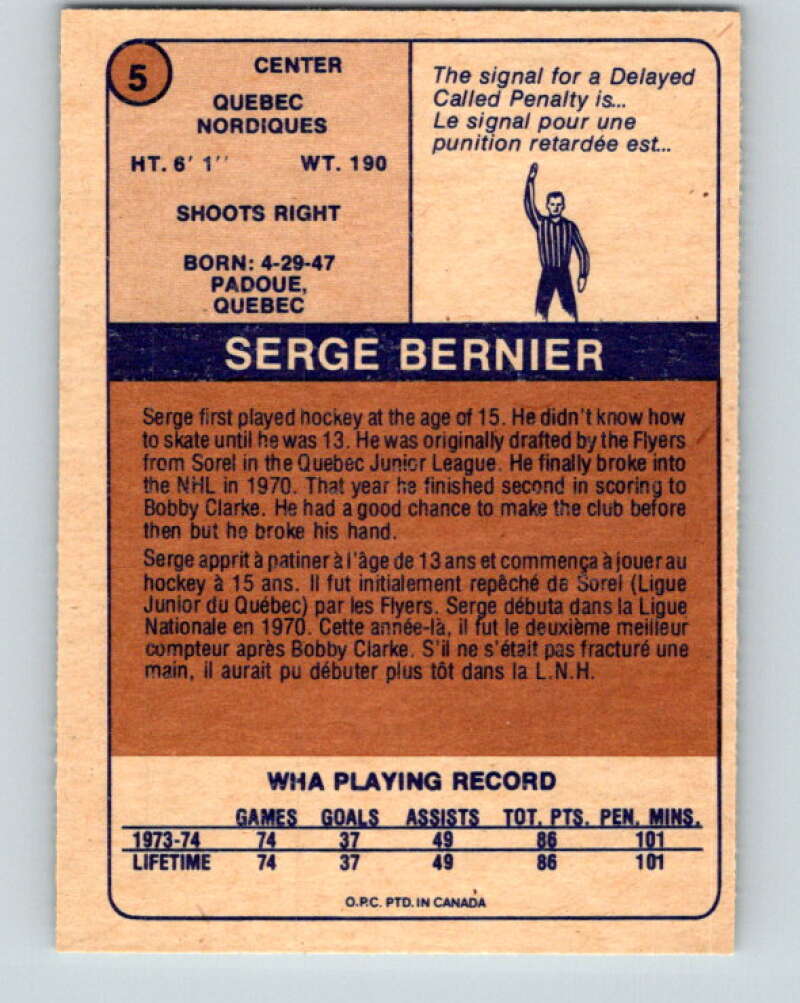 5
CENTER
QUEBEC
NORDIQUES
HT. 6' 1'' WT. 190
SHOOTS RIGHT
BORN: 4-29-47
PADOUE,
QUEBEC
The signal for a Delayed
Called Penalty is...
Le signal pour une
punition retardée est...
SERGE BERNIER
Serge first played hockey at the age of 15. He didn't know how
to skate until he was 13. He was originally drafted by the Flyers
from Sorel in the Quebec Junior League. He finally broke into
the NHL in 1970. That year he finished second in scoring to
Bobby Clarke. He had a good chance to make the club before
then but he broke his hand.
Serge apprit à patiner à l'âge de 13 ans et commença à jouer au
hockey à 15 ans. Il fut initialement repêché de Sorel (Ligue
Junior du Québec) par les Flyers. Serge débuta dans la Ligue
Nationale en 1970. Cette année-là, il fut le deuxième meilleur
compteur après Bobby Clarke. S'il ne s'était pas fracturé une
main, il aurait pu débuter plus tôt dans la L.N.H.
WHA PLAYING RECORD
GAMES GOALS ASSISTS TOT. PTS. PEN. MINS.
1973-74 74 37 49 86 101
LIFETIME 74 37 49 86 101
O.P.C. PTD. IN CANADA